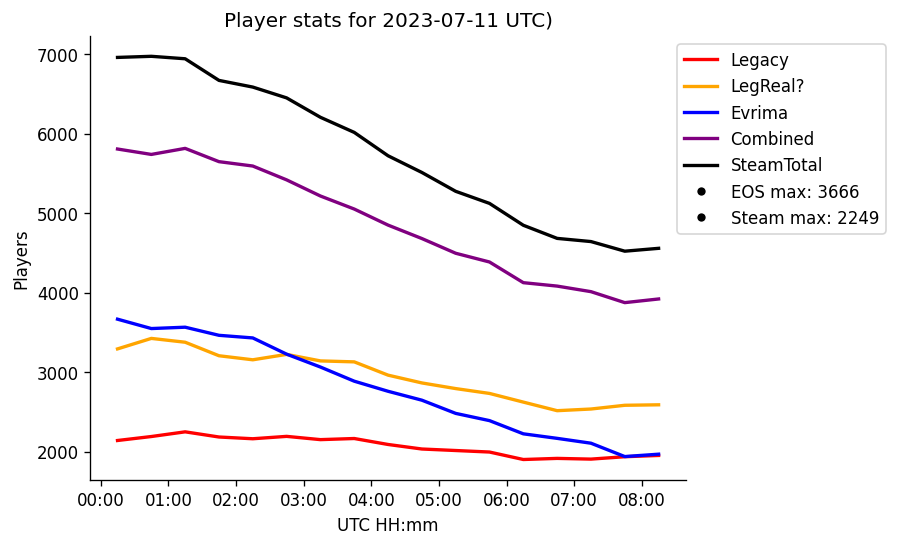 Player stats for 2023-07-11 UTC)
7000
6000
5000
4000
3000
2000
Players
00:00 01:00 02:00 03:00 04:00 05:00 06:00 07:00 08:00
UTC HH:mm
Legacy
LegReal?
Evrima
Combined
SteamTotal
EOS max: 3666
Steam max: 2249